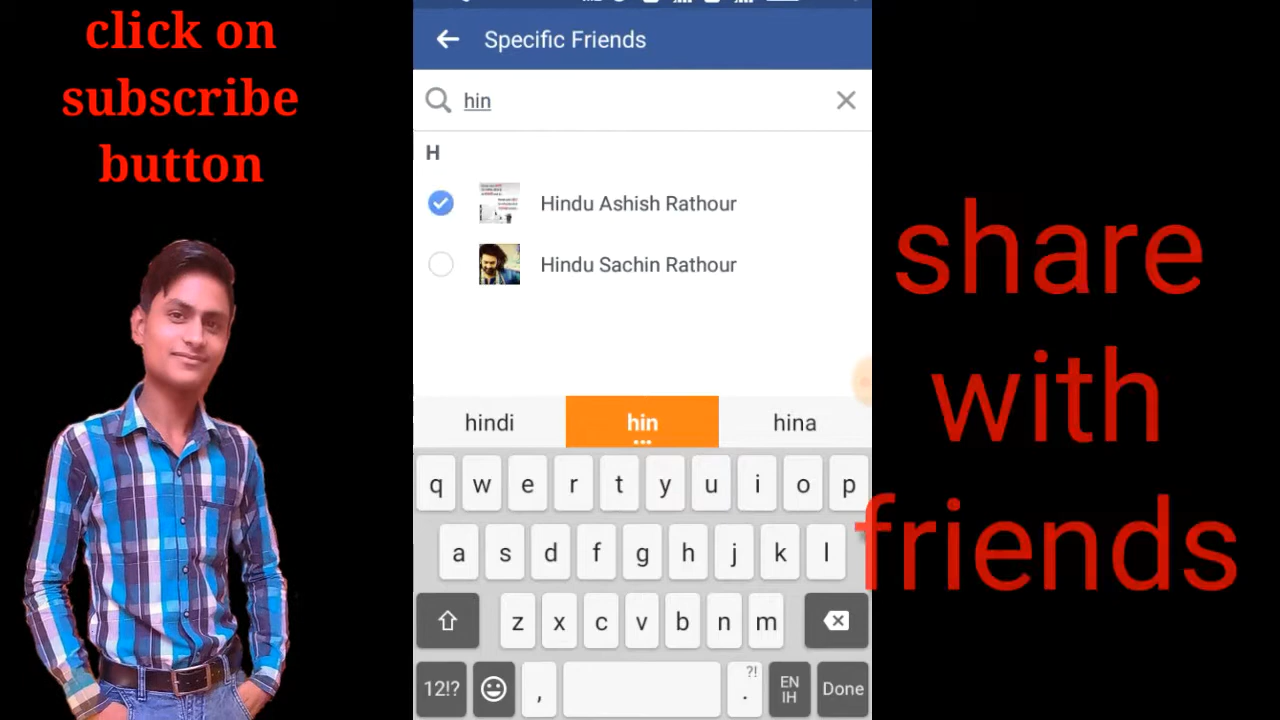 click on
subscribe
button
Specific Friends
hin
H
Hindu Ashish Rathour
Hindu Sachin Rathour
hindi hin hina
q w e r t y u i o p
a s d f g h j k l
z x c v b n m
12!? , . ?! EN IH Done
share
with
friends